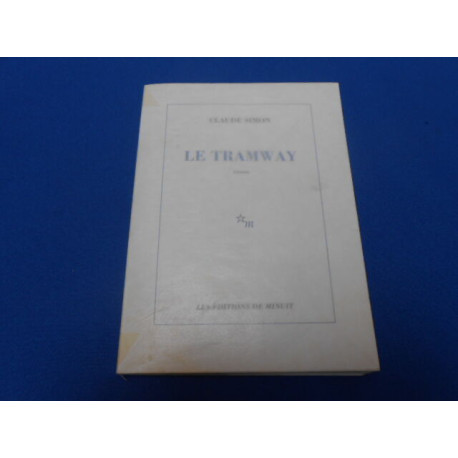 CLAUDE SIMON
LE TRAMWAY
roman
☆m
LES ÉDITIONS DE MINUIT